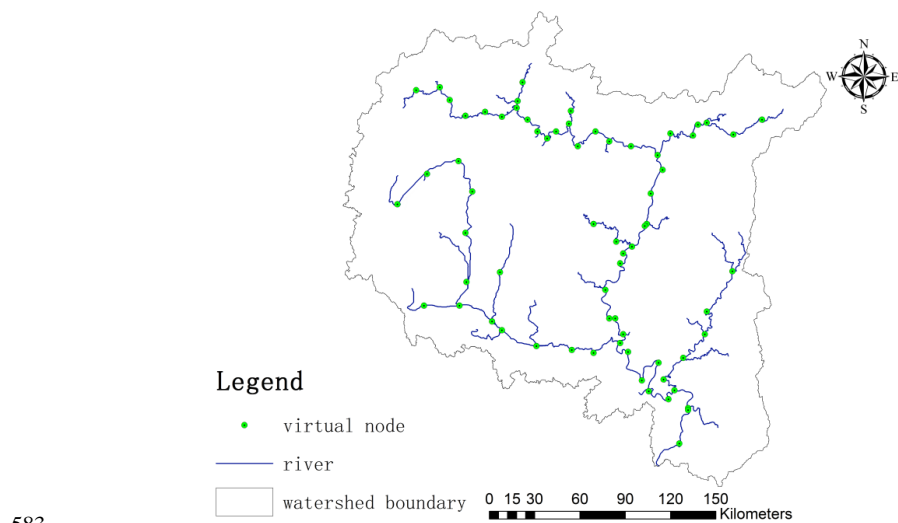 N
W E
S
Legend
virtual node
river
watershed boundary
0 15 30 60 90 120 150
Kilometers